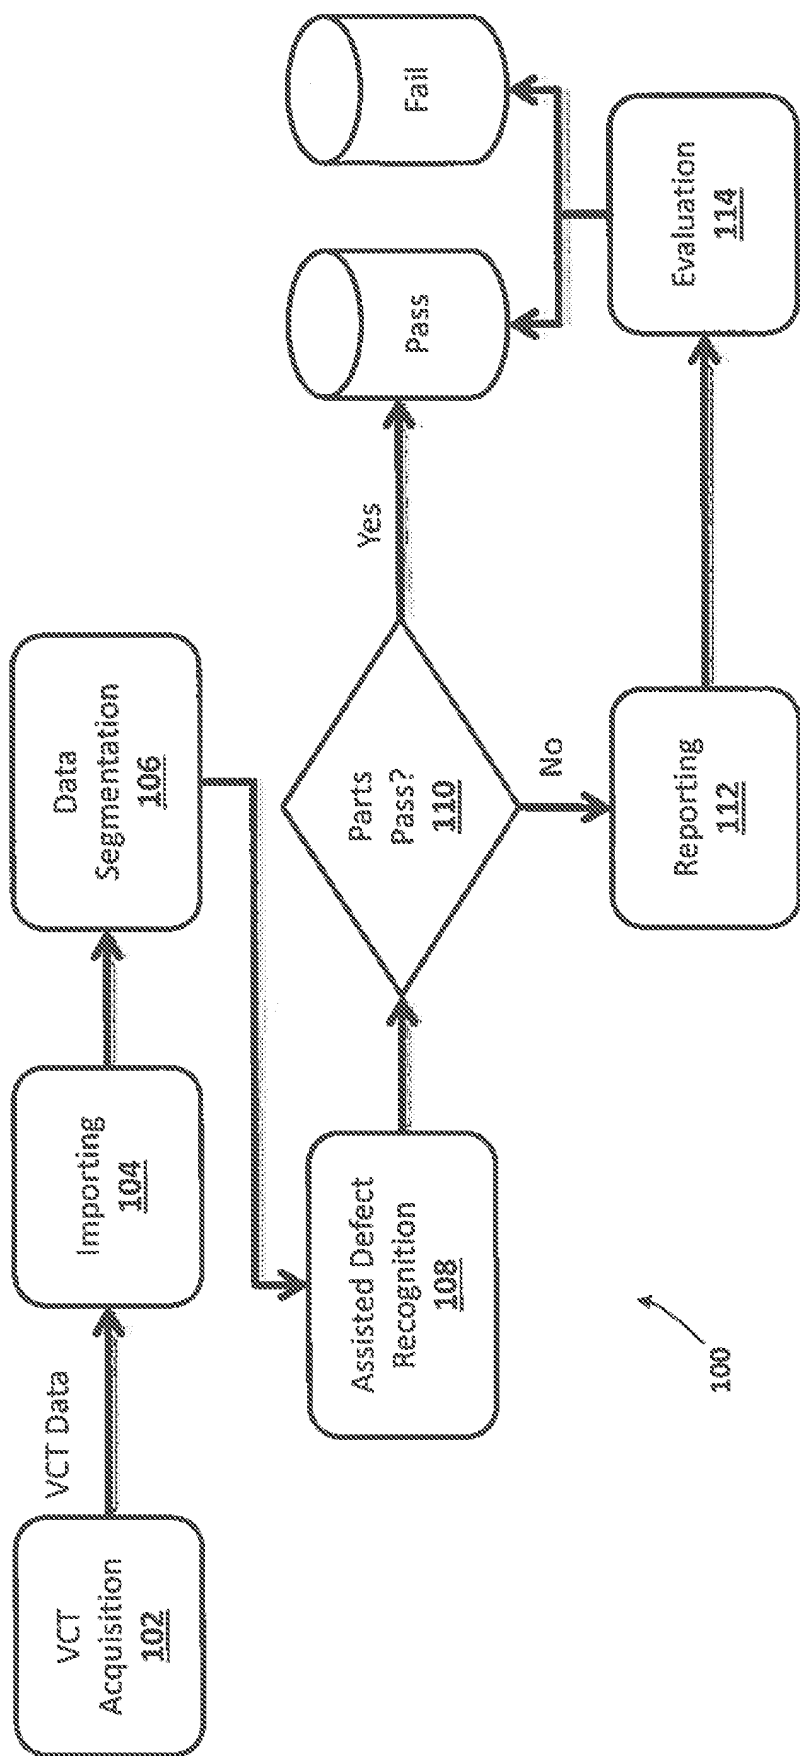 VCT
Acquisition
102
VCT Data
Importing
104
Data
Segmentation
106
Assisted Defect
Recognition
108
Parts
Pass?
110
Yes
No
Pass
Fail
Reporting
112
Evaluation
114
100